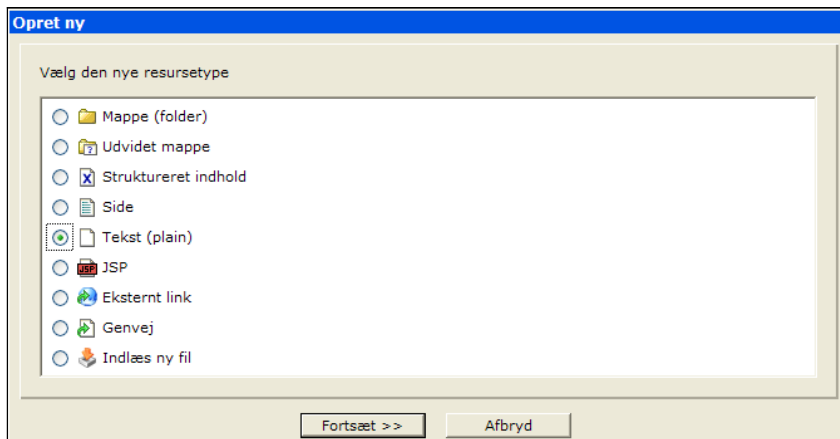 Opret ny
Vælg den nye resursetype
Mappe (folder)
Udvidet mappe
Struktureret indhold
Side
Tekst (plain)
JSP
Eksternt link
Genvej
Indlæs ny fil
Fortsæt >> Afbryd